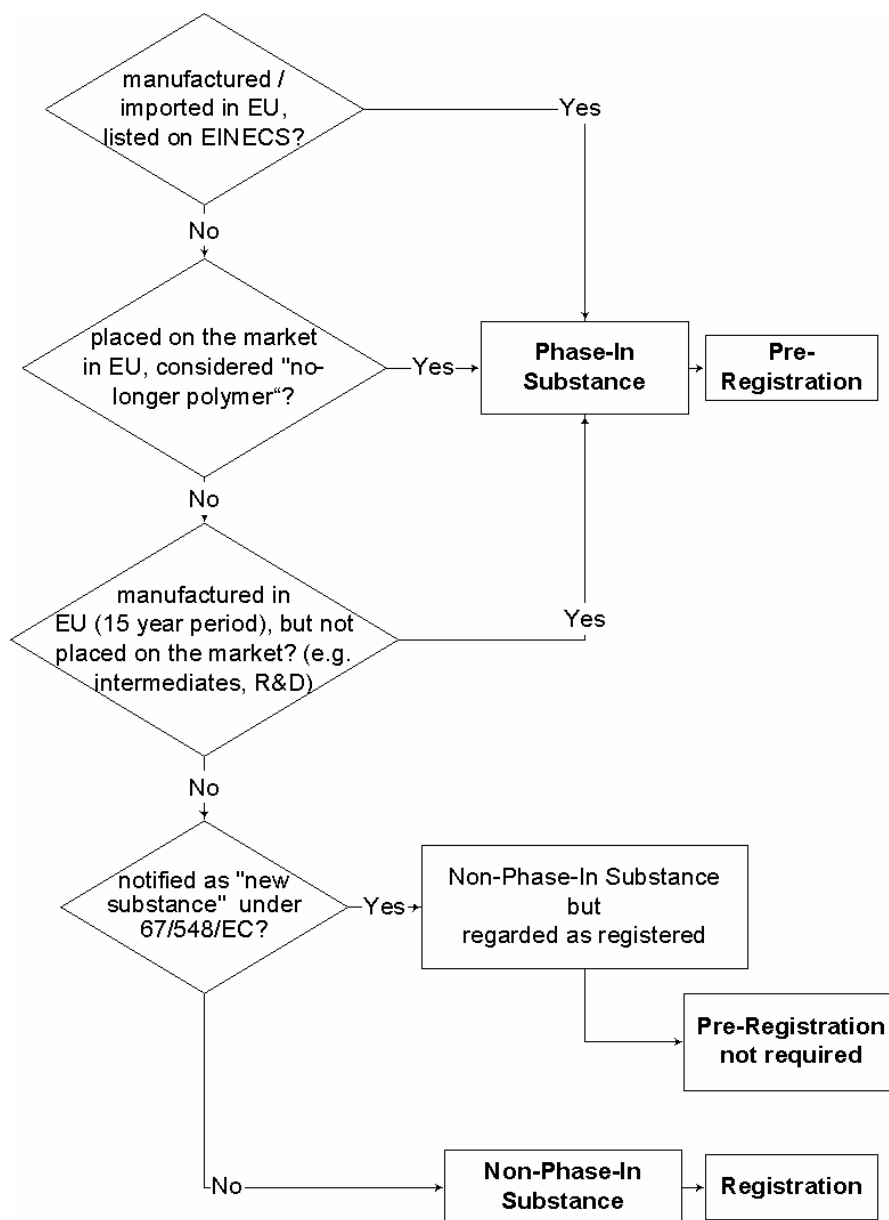 manufactured /
imported in EU,
listed on EINECS?
Yes
No
placed on the market
in EU, considered "no-
longer polymer“?
Yes
Phase-In
Substance
Pre-
Registration
No
manufactured in
EU (15 year period), but not
placed on the market? (e.g.
intermediates, R&D)
Yes
No
notified as "new
substance" under
67/548/EC?
Yes
Non-Phase-In Substance
but
regarded as registered
Pre-Registration
not required
No
Non-Phase-In
Substance
Registration